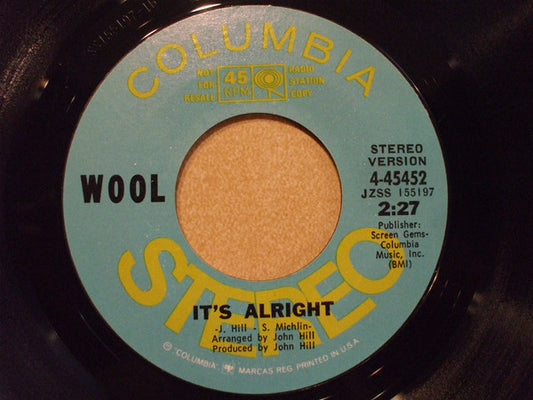 COLUMBIA
NOT FOR RESALE
45 RPM
RADIO STATION COPY
WOOL
STEREO
VERSION
4-45452
JZSS 155197
2:27
Publisher:
Screen Gems-
Columbia
Music, Inc.
(BMI)
STEREO
IT'S ALRIGHT
-J. Hill - S. Michlin-
Arranged by John Hill
Produced by John Hill
"COLUMBIA", MARCAS REG. PRINTED IN U.S.A.